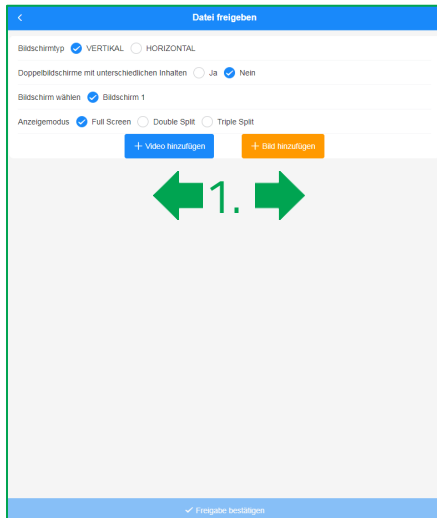 Datei freigeben
Bildschirmtyp VERTIKAL HORIZONTAL
Doppelbildschirme mit unterschiedlichen Inhalten Ja Nein
Bildschirm wählen Bildschirm 1
Anzeigemodus Full Screen Double Split Triple Split
+ Video hinzufügen + Bild hinzufügen
1.
Freigabe bestätigen